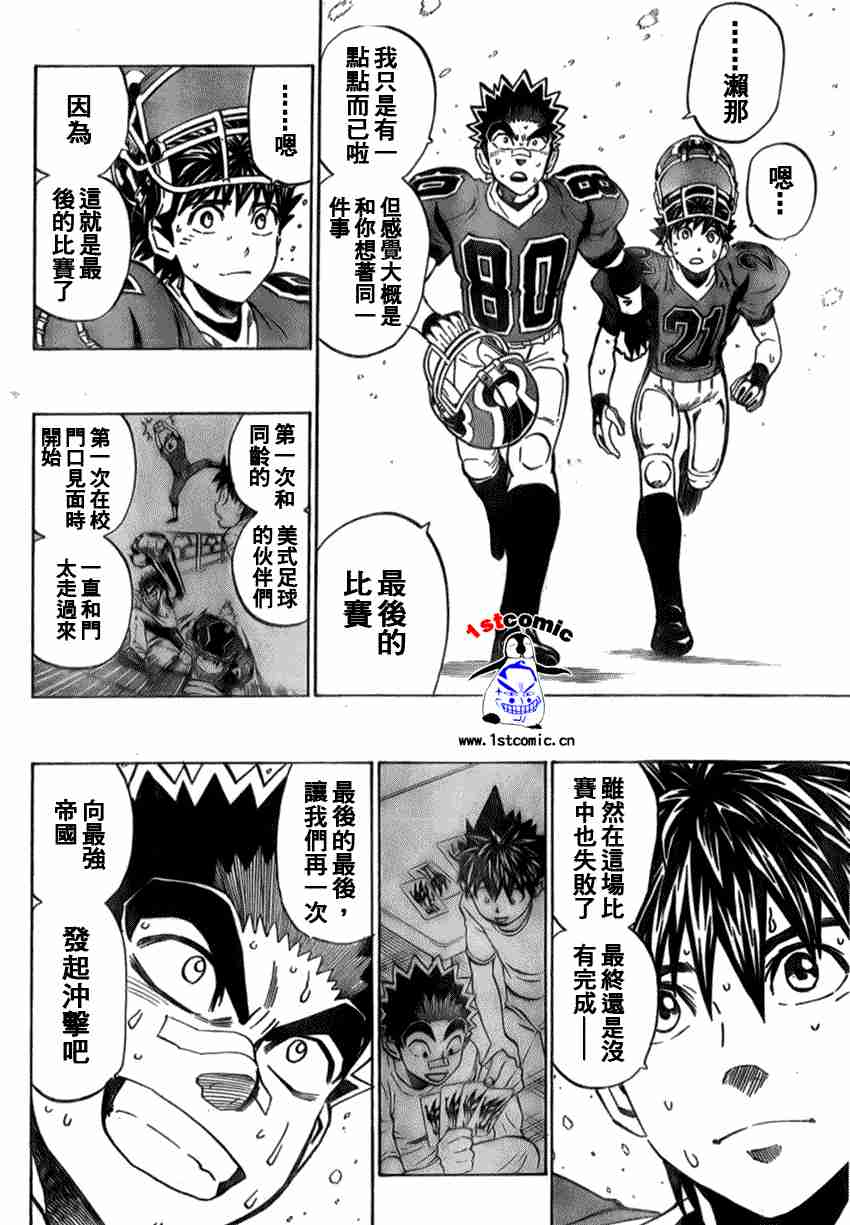 ……瀨那
嗯……
我只是有一
點點而已啦
但感覺大概是
和你想著同一
件事
……嗯
因為
這就是最
後的比賽了
最後的
比賽
第一次和
同齡的
美式足球
的伙伴們
第一次在校
門口見面時
開始
一直和門
太走過來
80
80
21
21
1stcomic
www.1stcomic.cn
雖然在這場比
賽中也失敗了
最終還是沒
有完成——
最後的最後，
讓我們再一次
向最強
帝國
發起沖擊吧